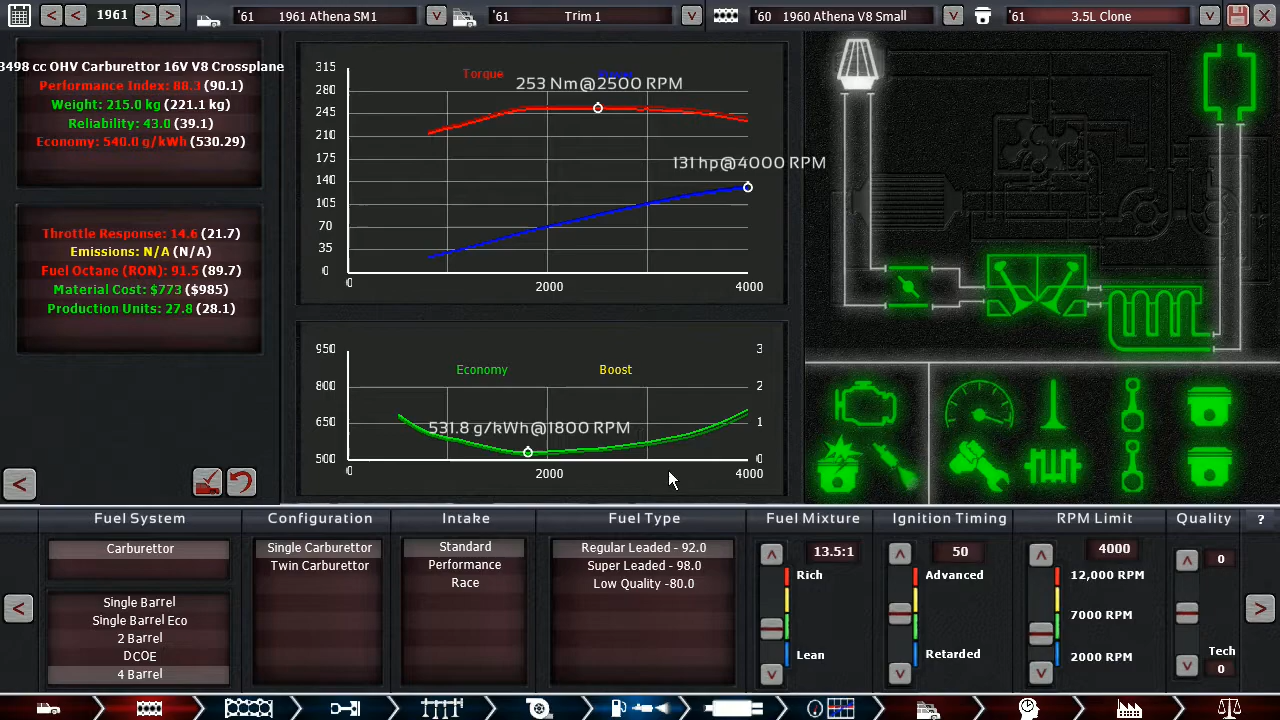 1961
'61 1961 Athena SM1
'61 Trim 1
'60 1960 Athena V8 Small
'61 3.5L Clone
3498 cc OHV Carburettor 16V V8 Crossplane
Performance Index: 88.3 (90.1)
Weight: 215.0 kg (221.1 kg)
Reliability: 43.0 (39.1)
Economy: 540.0 g/kWh (530.29)
Throttle Response: 14.6 (21.7)
Emissions: N/A (N/A)
Fuel Octane (RON): 91.5 (89.7)
Material Cost: $773 ($985)
Production Units: 27.8 (28.1)
315
280
245
210
175
140
105
70
35
0
Torque
253 Nm@2500 RPM
131 hp@4000 RPM
0
2000
4000
950
800
650
500
Economy
Boost
531.8 g/kWh@1800 RPM
3
2
1
0
0
2000
4000
Fuel System
Carburettor
Single Barrel
Single Barrel Eco
2 Barrel
DCOE
4 Barrel
Configuration
Single Carburettor
Twin Carburettor
Intake
Standard
Performance
Race
Fuel Type
Regular Leaded - 92.0
Super Leaded - 98.0
Low Quality -80.0
Fuel Mixture
13.5:1
Rich
Lean
Ignition Timing
50
Advanced
Retarded
RPM Limit
4000
12,000 RPM
7000 RPM
2000 RPM
Quality
0
Tech
0
?